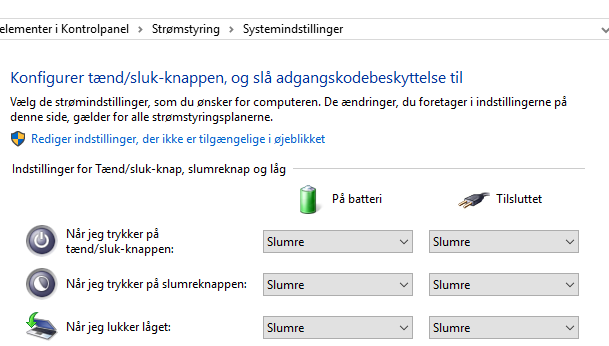 elementer i Kontrolpanel > Strømstyring > Systemindstillinger
Konfigurer tænd/sluk-knappen, og slå adgangskodebeskyttelse til
Vælg de strømindstillinger, som du ønsker for computeren. De ændringer, du foretager i indstillingerne på
denne side, gælder for alle strømstyringsplanerne.
Rediger indstillinger, der ikke er tilgængelige i øjeblikket
Indstillinger for Tænd/sluk-knap, slumreknap og låg
På batteri Tilsluttet
Når jeg trykker på
tænd/sluk-knappen: Slumre Slumre
Når jeg trykker på slumreknappen: Slumre Slumre
Når jeg lukker låget: Slumre Slumre